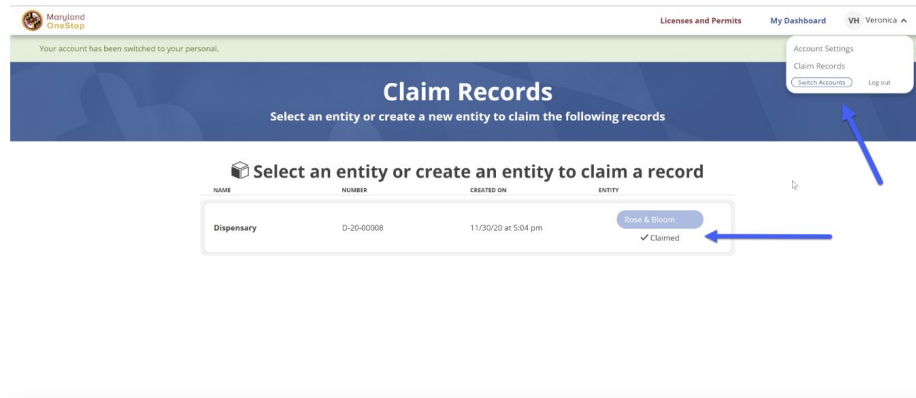 Maryland
OneStop
Licenses and Permits
My Dashboard
VH Veronica
Your account has been switched to your personal.
Account Settings
Claim Records
Switch Accounts Log out
Claim Records
Select an entity or create a new entity to claim the following records
Select an entity or create an entity to claim a record
NAME NUMBER CREATED ON ENTITY
Dispensary D-20-00008 11/30/20 at 5:04 pm Rose & Bloom
Claimed